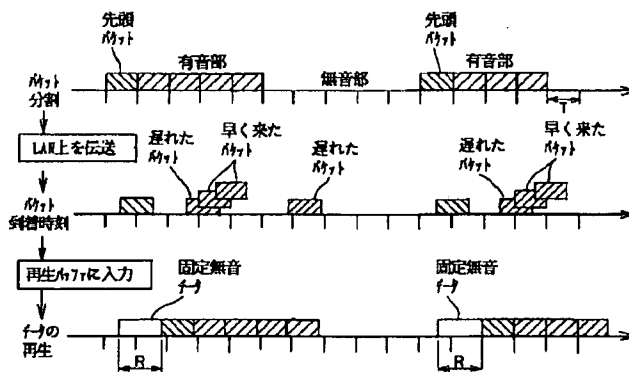 先頭
パケット
有音部
無音部
先頭
パケット
有音部
パケット
分割
T
LAN上を伝送
遅れた
パケット
早く来た
パケット
遅れた
パケット
遅れた
パケット
早く来た
パケット
パケット
到着時刻
再生バッファに入力
固定無音
データ
固定無音
データ
データの
再生
R
R